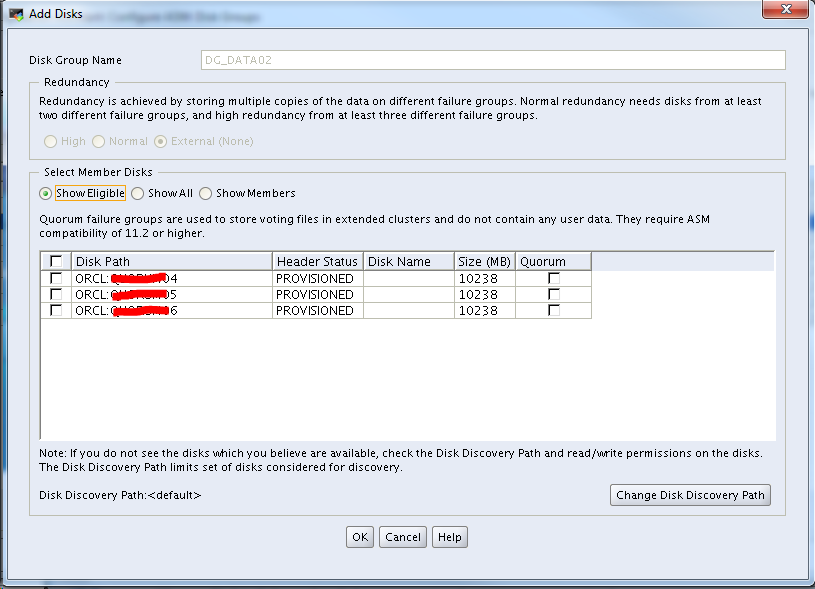 Add Disks
Disk Group Name
DG_DATA02
Redundancy
Redundancy is achieved by storing multiple copies of the data on different failure groups. Normal redundancy needs disks from at least
two different failure groups, and high redundancy from at least three different failure groups.
High Normal External (None)
Select Member Disks
Show Eligible Show All Show Members
Quorum failure groups are used to store voting files in extended clusters and do not contain any user data. They require ASM
compatibility of 11.2 or higher.
Disk Path Header Status Disk Name Size (MB) Quorum
ORCL: 04 PROVISIONED 10238
ORCL: 05 PROVISIONED 10238
ORCL: 06 PROVISIONED 10238
Note: If you do not see the disks which you believe are available, check the Disk Discovery Path and read/write permissions on the disks.
The Disk Discovery Path limits set of disks considered for discovery.
Disk Discovery Path:<default>
Change Disk Discovery Path
OK Cancel Help